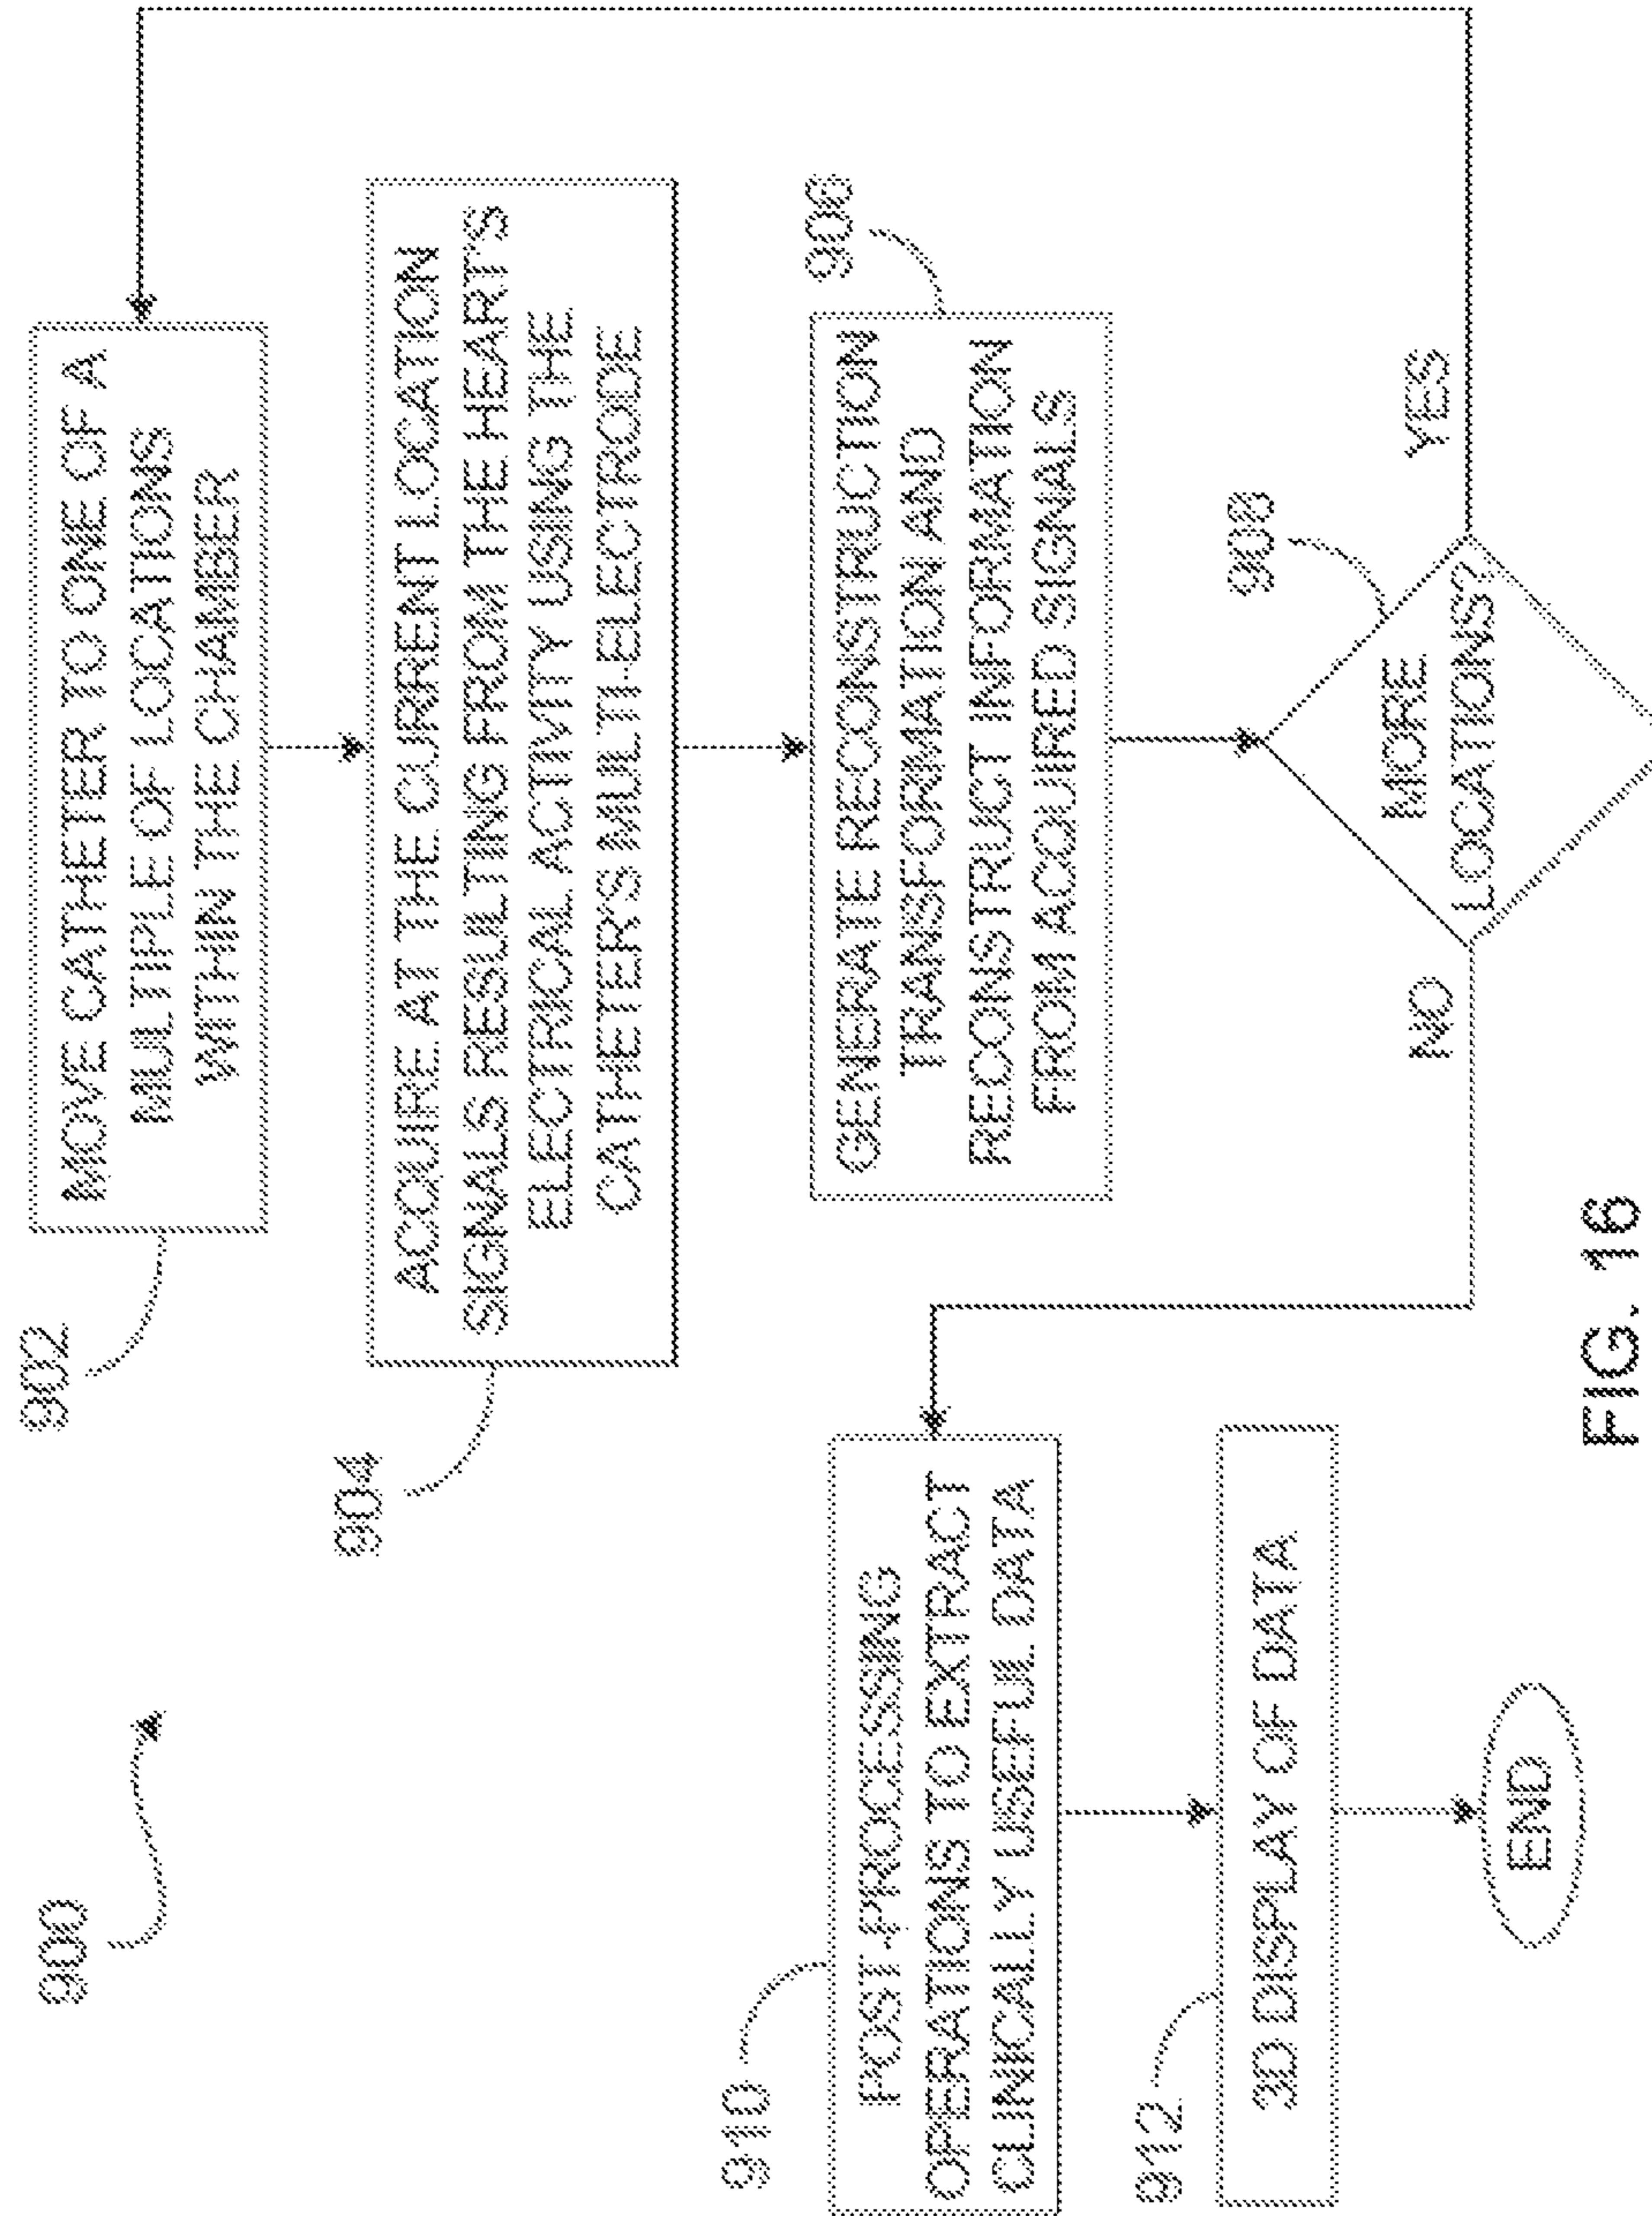 900
902
MOVE CATHETER TO ONE OF A
MULTIPLE OF LOCATIONS
WITHIN THE CHAMBER
904
ACQUIRE AT THE CURRENT LOCATION
SIGNALS RESULTING FROM THE HEART'S
ELECTRICAL ACTIVITY USING THE
CATHETER'S MULTI-ELECTRODE
906
GENERATE RECONSTRUCTION
TRANSFORMATION AND
RECONSTRUCT INFORMATION
FROM ACQUIRED SIGNALS
908
MORE
LOCATIONS?
YES
NO
910
POST-PROCESSING
OPERATIONS TO EXTRACT
CLINICALLY USEFUL DATA
912
3D DISPLAY OF DATA
END
FIG. 16